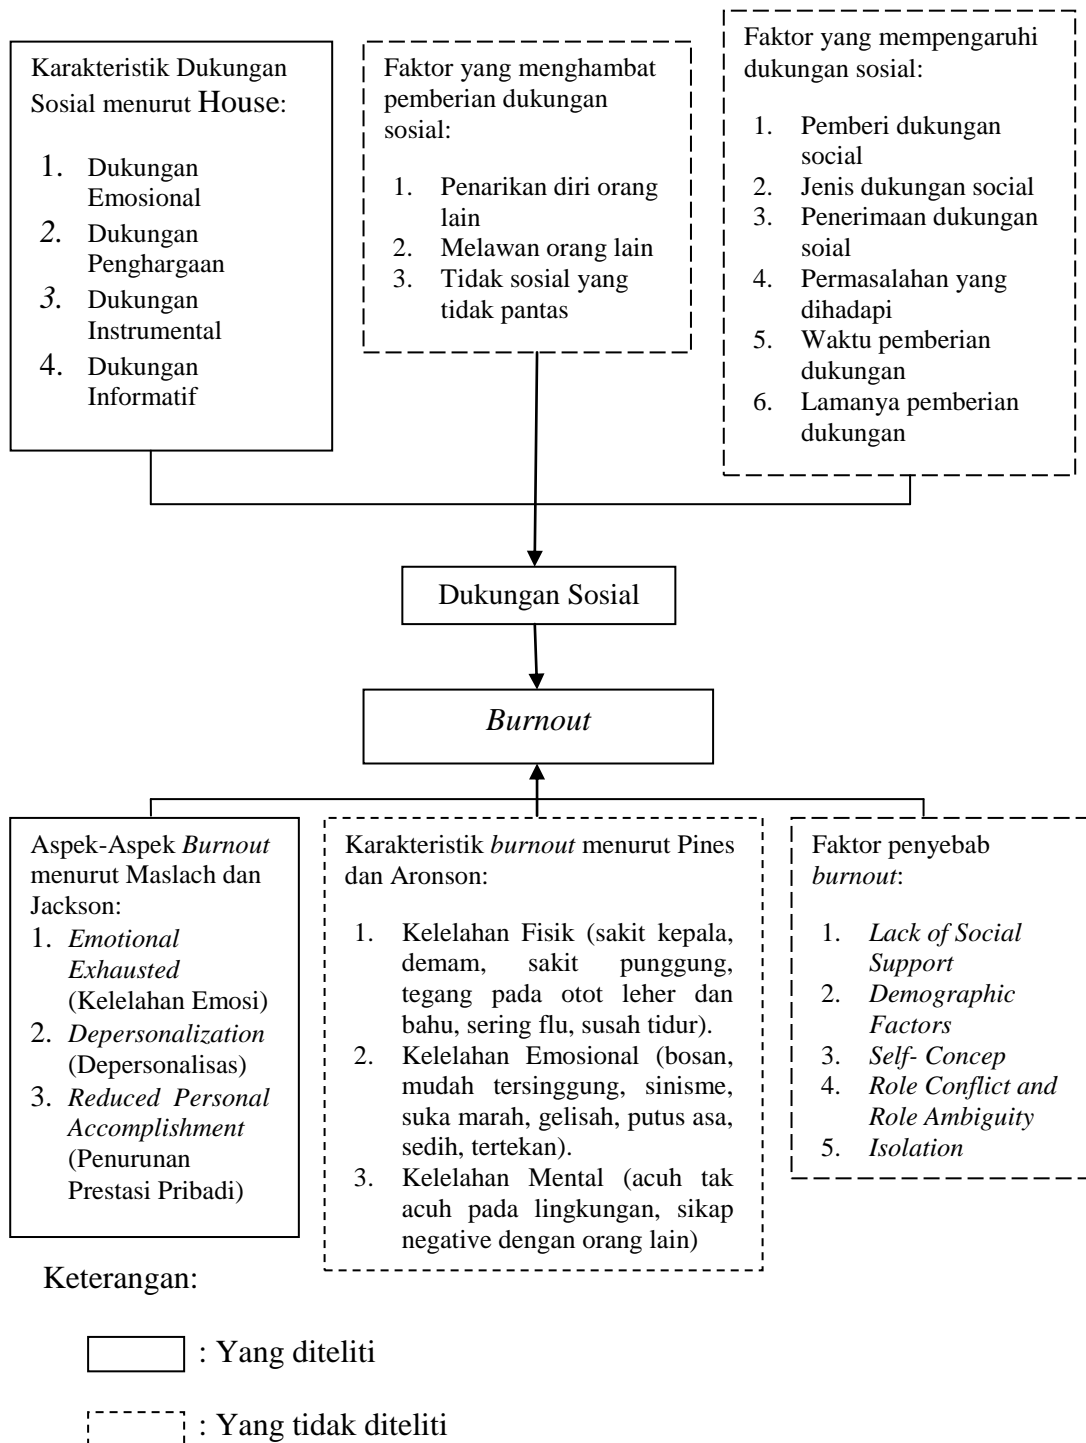 Karakteristik Dukungan
Sosial menurut House:
1. Dukungan
Emosional
2. Dukungan
Penghargaan
3. Dukungan
Instrumental
4. Dukungan
Informatif
Faktor yang menghambat
pemberian dukungan
sosial:
1. Penarikan diri orang
lain
2. Melawan orang lain
3. Tidak sosial yang
tidak pantas
Faktor yang mempengaruhi
dukungan sosial:
1. Pemberi dukungan
social
2. Jenis dukungan social
3. Penerimaan dukungan
soial
4. Permasalahan yang
dihadapi
5. Waktu pemberian
dukungan
6. Lamanya pemberian
dukungan
Dukungan Sosial
Burnout
Aspek-Aspek Burnout
menurut Maslach dan
Jackson:
1. Emotional
Exhausted
(Kelelahan Emosi)
2. Depersonalization
(Depersonalisas)
3. Reduced Personal
Accomplishment
(Penurunan
Prestasi Pribadi)
Karakteristik burnout menurut Pines
dan Aronson:
1. Kelelahan Fisik (sakit kepala,
demam, sakit punggung,
tegang pada otot leher dan
bahu, sering flu, susah tidur).
2. Kelelahan Emosional (bosan,
mudah tersinggung, sinisme,
suka marah, gelisah, putus asa,
sedih, tertekan).
3. Kelelahan Mental (acuh tak
acuh pada lingkungan, sikap
negative dengan orang lain)
Faktor penyebab
burnout:
1. Lack of Social
Support
2. Demographic
Factors
3. Self- Concep
4. Role Conflict and
Role Ambiguity
5. Isolation
Keterangan:
: Yang diteliti
: Yang tidak diteliti